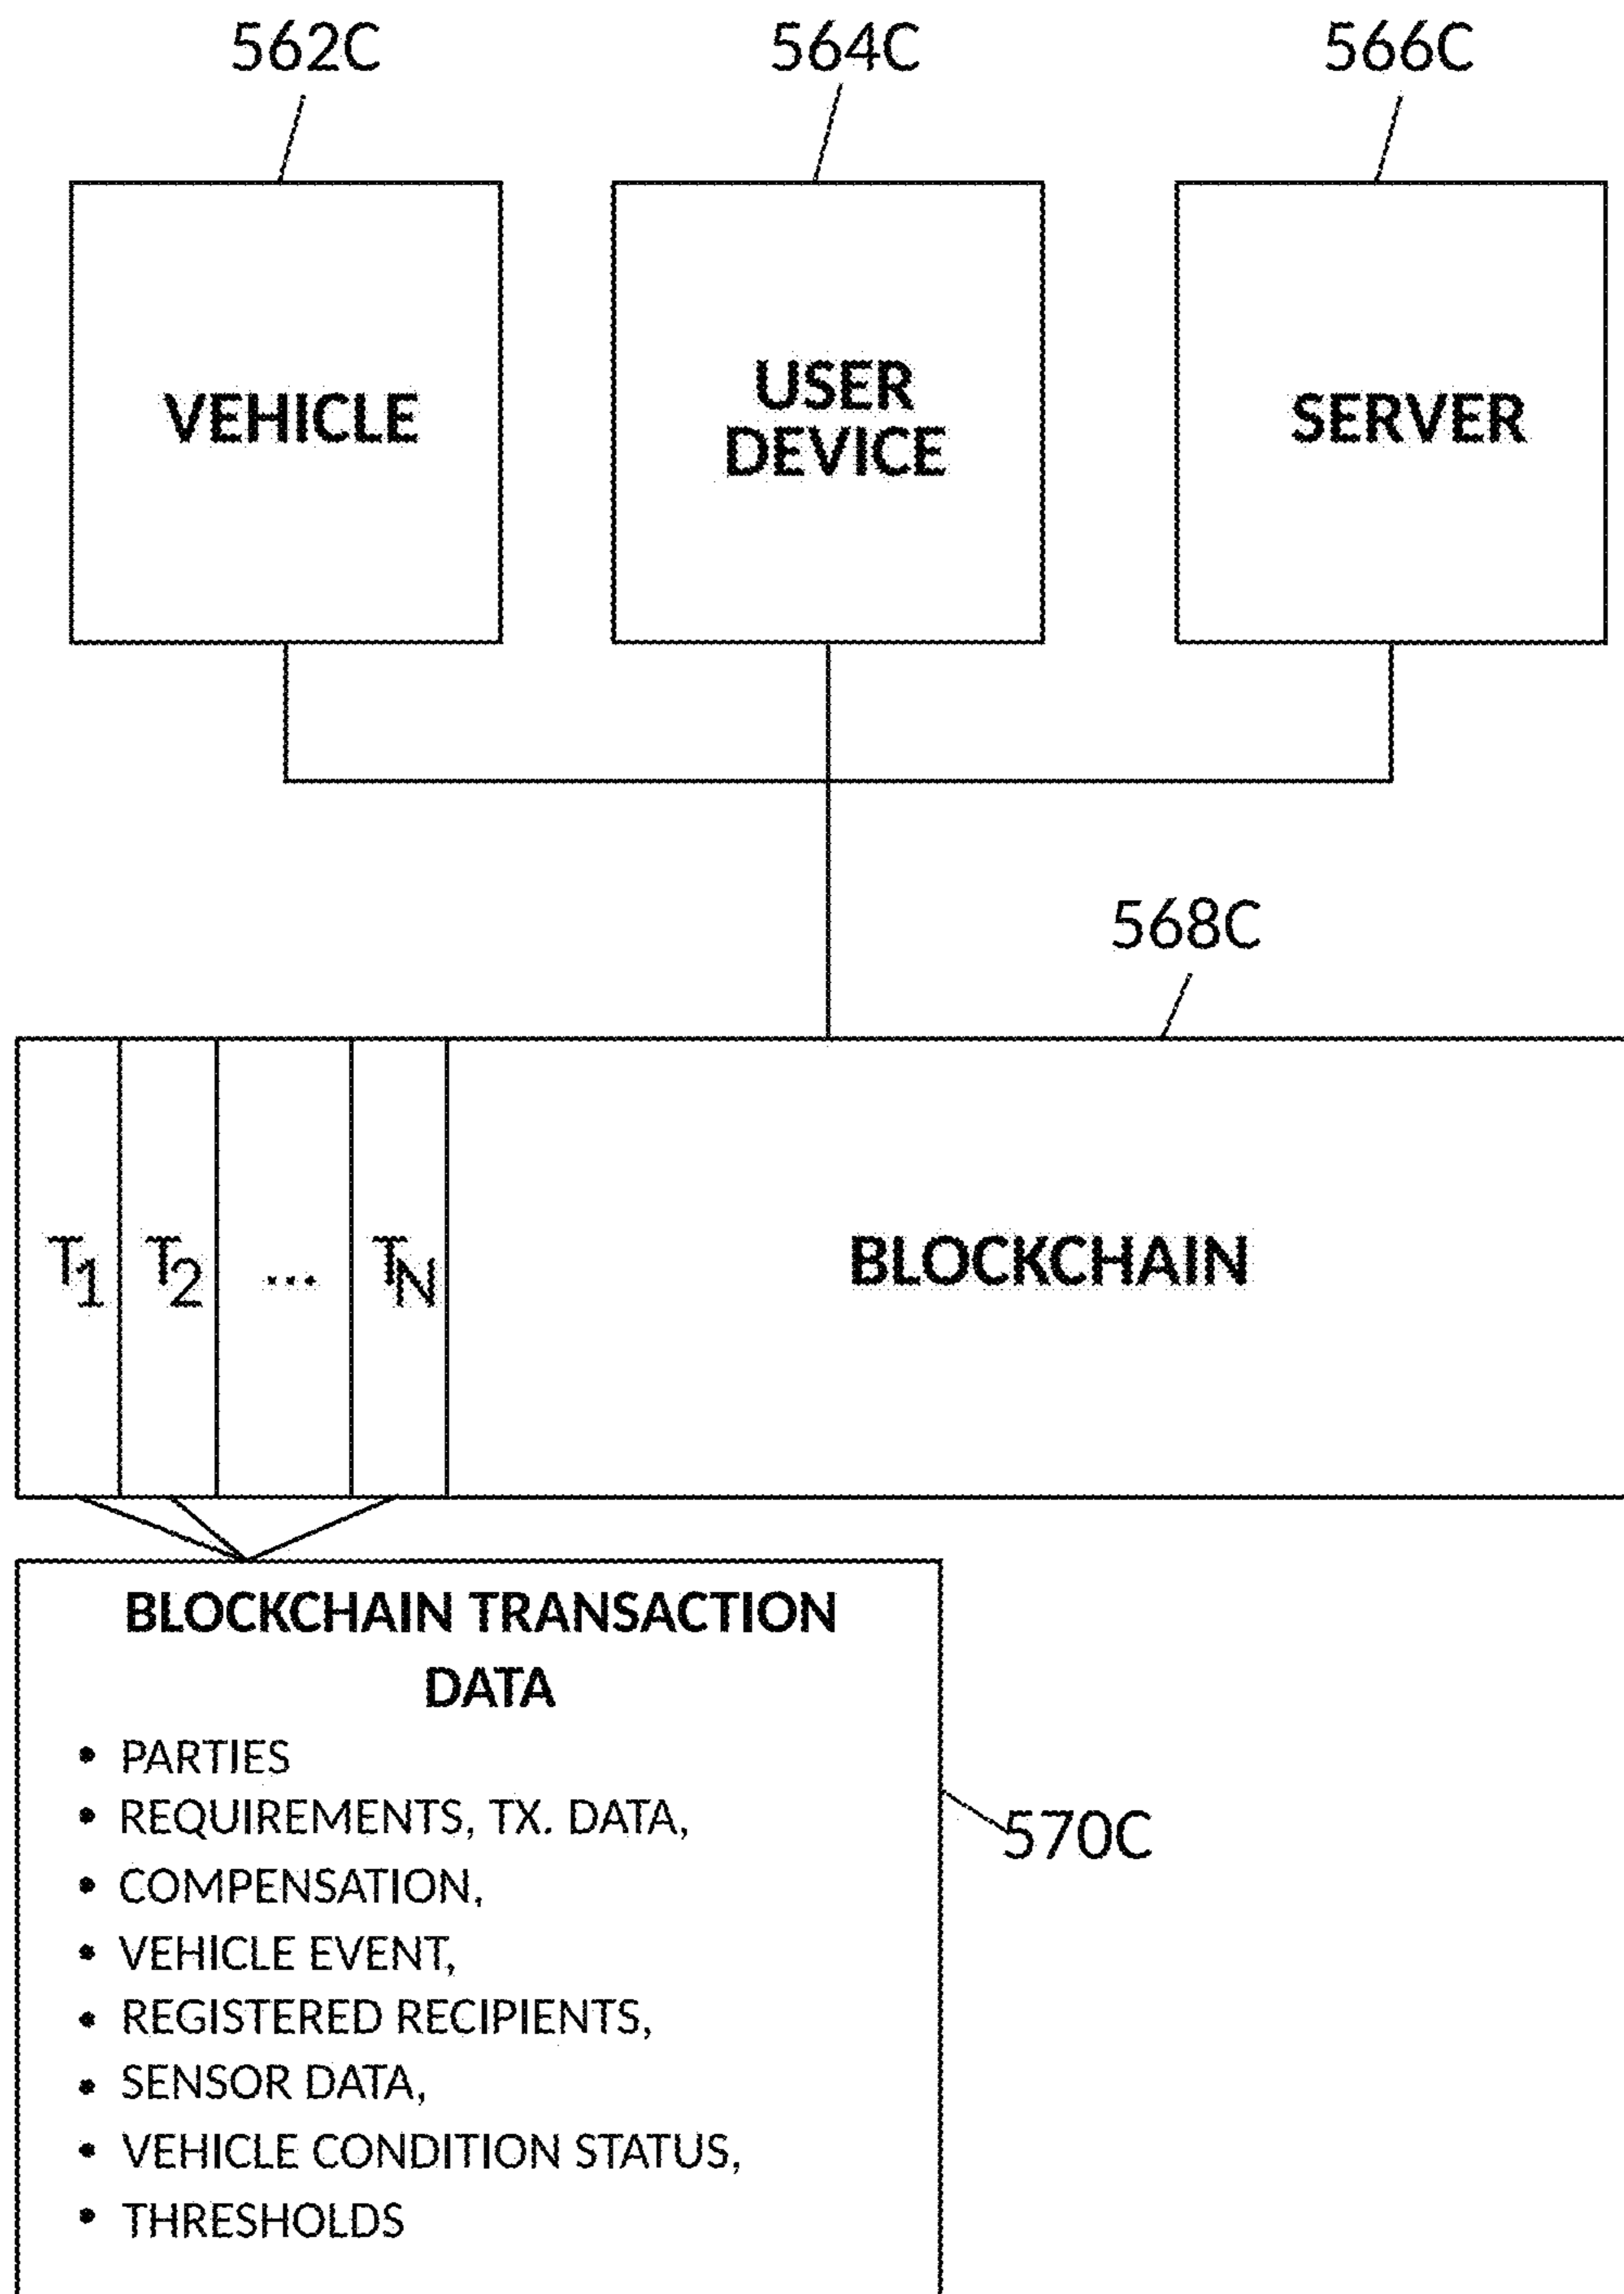 562C 564C 566C
VEHICLE
USER
DEVICE
SERVER
568C
T1 T2 ... TN
BLOCKCHAIN
BLOCKCHAIN TRANSACTION
DATA
• PARTIES
• REQUIREMENTS, TX. DATA,
• COMPENSATION,
• VEHICLE EVENT,
• REGISTERED RECIPIENTS,
• SENSOR DATA,
• VEHICLE CONDITION STATUS,
• THRESHOLDS
570C